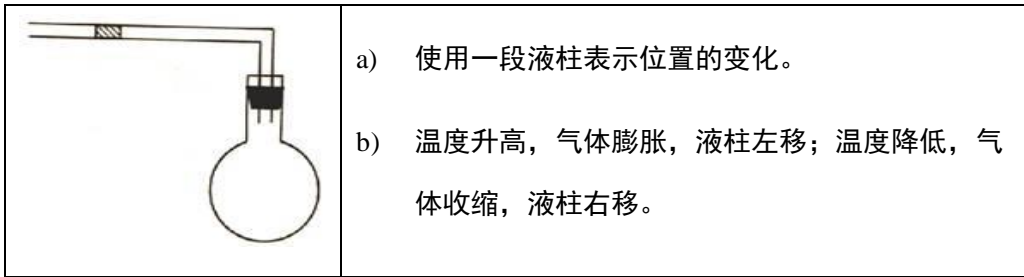 a) 使用一段液柱表示位置的变化。
b) 温度升高，气体膨胀，液柱左移；温度降低，气
体收缩，液柱右移。